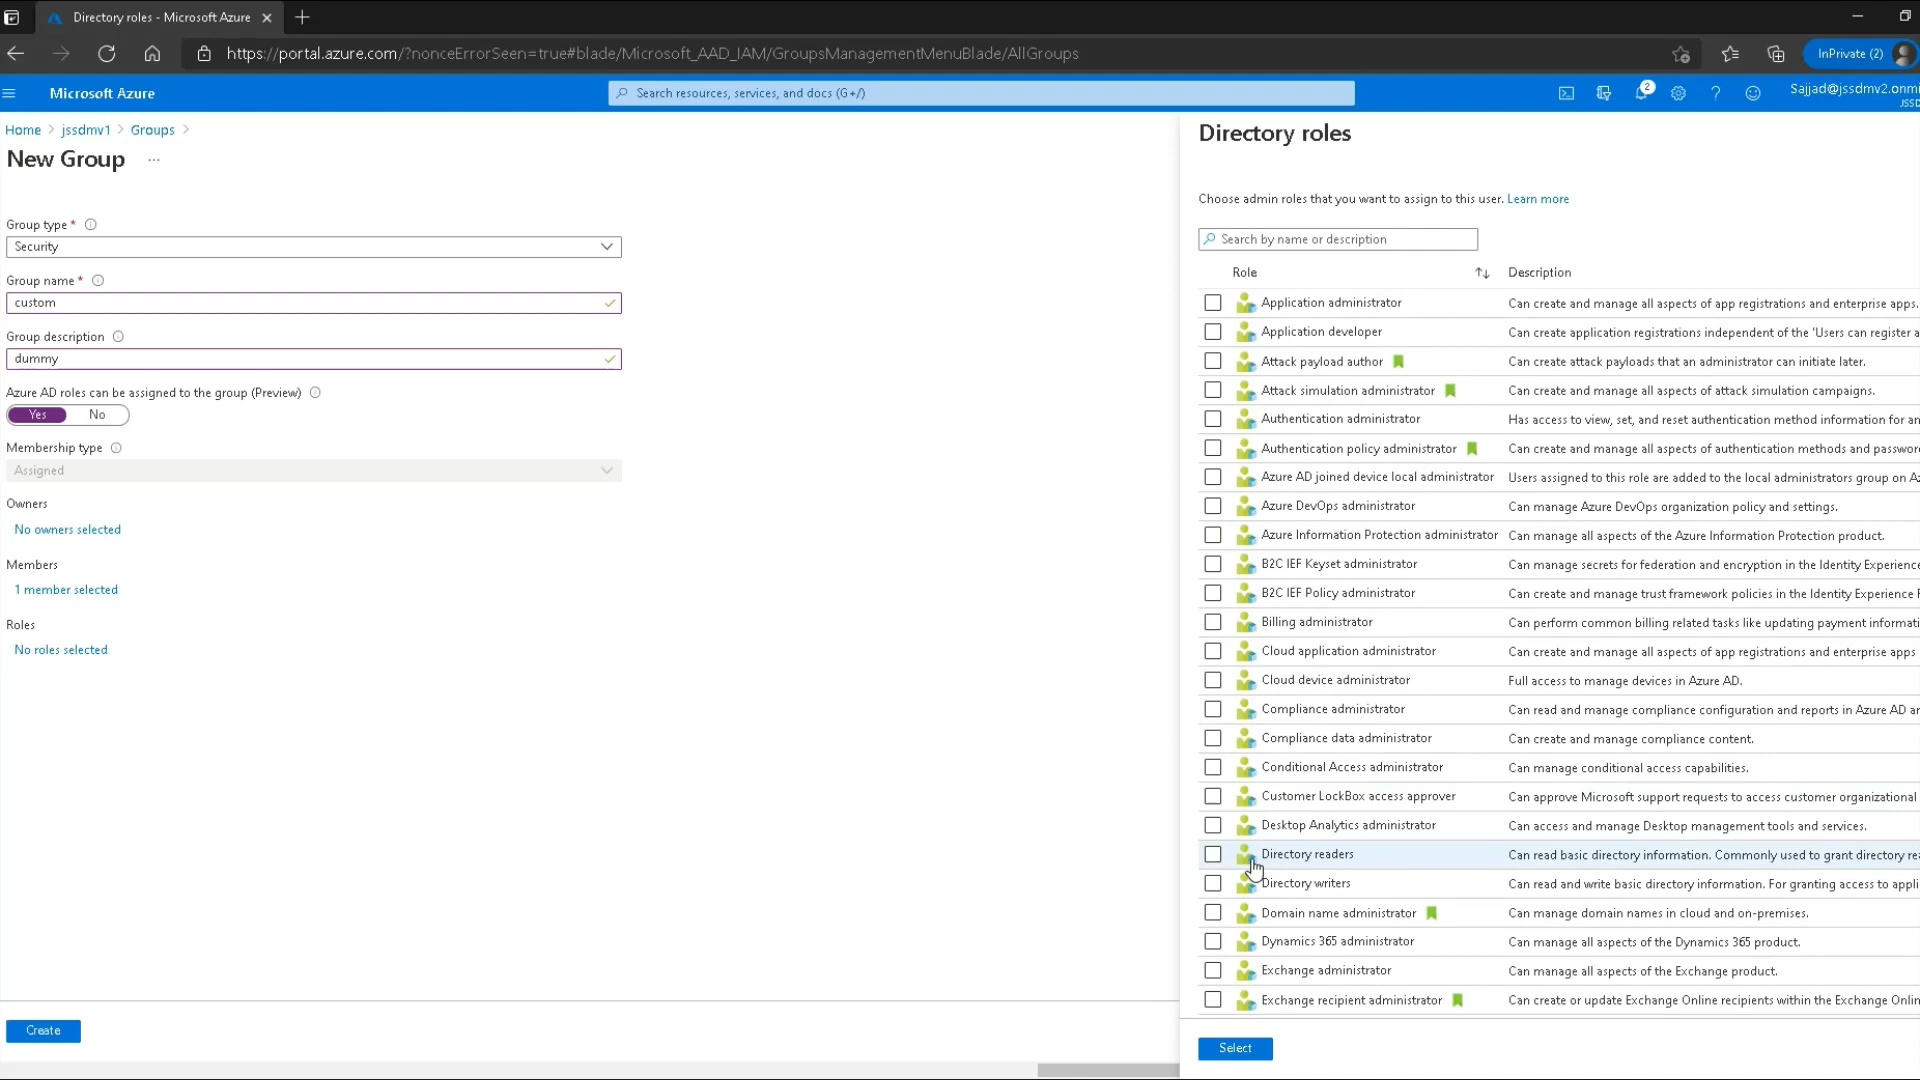 Directory roles - Microsoft Azure
https://portal.azure.com/?nonceErrorSeen=true#blade/Microsoft_AAD_IAM/GroupsManagementMenuBlade/AllGroups
InPrivate (2)
Microsoft Azure
Search resources, services, and docs (G+/)
2
Sajjad@jssdmv2.onmi
JSSD
Home > jssdmv1 > Groups >
New Group ...
Group type *
Security
Group name *
custom
Group description
dummy
Azure AD roles can be assigned to the group (Preview)
Yes No
Membership type
Assigned
Owners
No owners selected
Members
1 member selected
Roles
No roles selected
Create
Directory roles
Choose admin roles that you want to assign to this user. Learn more
Search by name or description
Role Description
Application administrator Can create and manage all aspects of app registrations and enterprise apps.
Application developer Can create application registrations independent of the 'Users can register a
Attack payload author Can create attack payloads that an administrator can initiate later.
Attack simulation administrator Can create and manage all aspects of attack simulation campaigns.
Authentication administrator Has access to view, set, and reset authentication method information for an
Authentication policy administrator Can create and manage all aspects of authentication methods and passwor
Azure AD joined device local administrator Users assigned to this role are added to the local administrators group on Az
Azure DevOps administrator Can manage Azure DevOps organization policy and settings.
Azure Information Protection administrator Can manage all aspects of the Azure Information Protection product.
B2C IEF Keyset administrator Can manage secrets for federation and encryption in the Identity Experience
B2C IEF Policy administrator Can create and manage trust framework policies in the Identity Experience F
Billing administrator Can perform common billing related tasks like updating payment informati
Cloud application administrator Can create and manage all aspects of app registrations and enterprise apps
Cloud device administrator Full access to manage devices in Azure AD.
Compliance administrator Can read and manage compliance configuration and reports in Azure AD an
Compliance data administrator Can create and manage compliance content.
Conditional Access administrator Can manage conditional access capabilities.
Customer LockBox access approver Can approve Microsoft support requests to access customer organizational
Desktop Analytics administrator Can access and manage Desktop management tools and services.
Directory readers Can read basic directory information. Commonly used to grant directory rea
Directory writers Can read and write basic directory information. For granting access to appli
Domain name administrator Can manage domain names in cloud and on-premises.
Dynamics 365 administrator Can manage all aspects of the Dynamics 365 product.
Exchange administrator Can manage all aspects of the Exchange product.
Exchange recipient administrator Can create or update Exchange Online recipients within the Exchange Onlin
Select